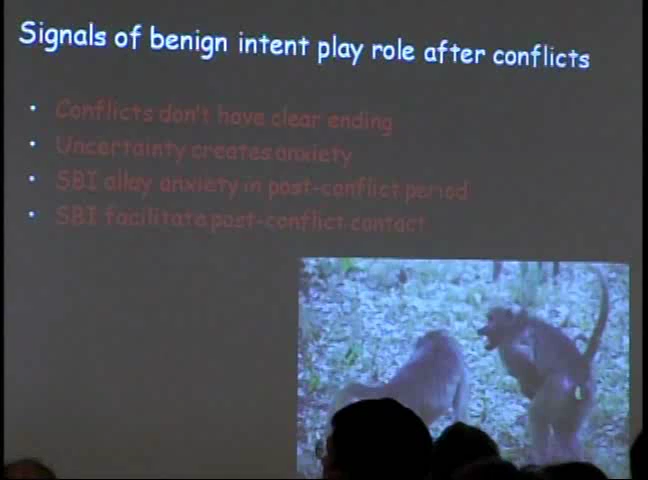 Signals of benign intent play role after conflicts
• Conflicts don't have clear ending
• Uncertainty creates anxiety
• SBI allay anxiety in post-conflict period
• SBI facilitate post-conflict contact